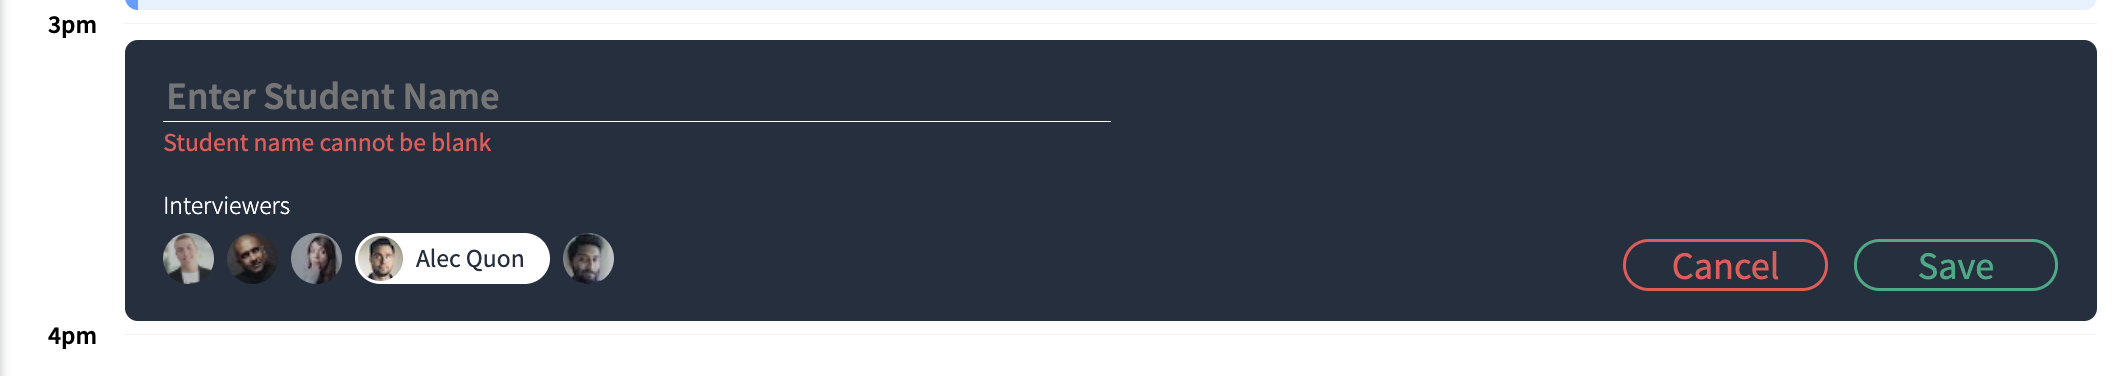 3pm
Enter Student Name
Student name cannot be blank
Interviewers
Alec Quon
Cancel
Save
4pm